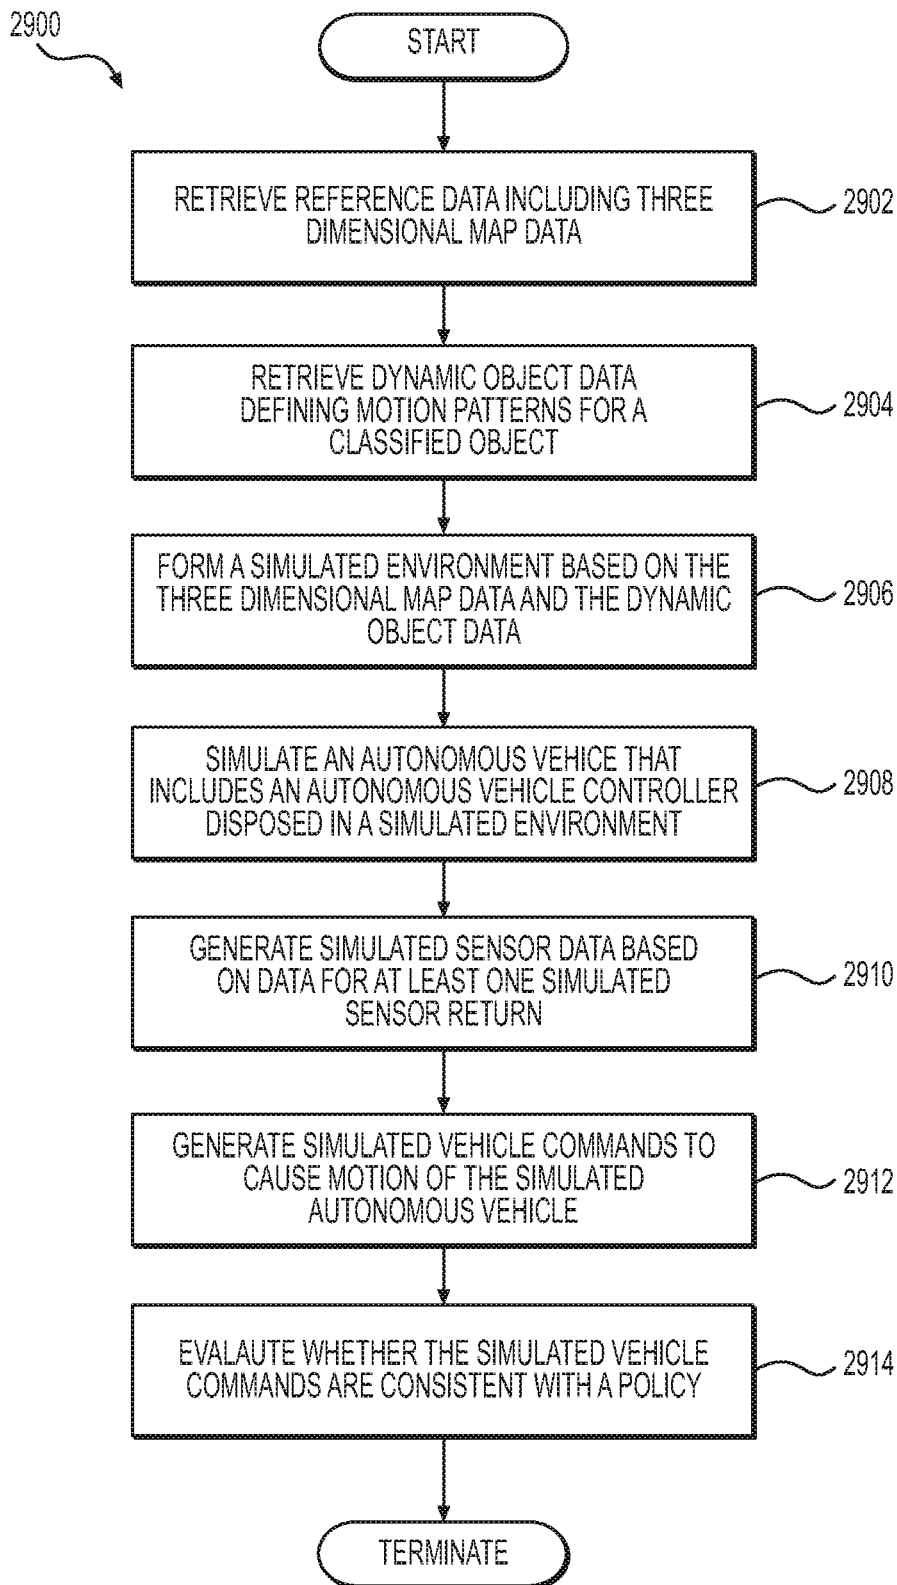 2900
START
RETRIEVE REFERENCE DATA INCLUDING THREE
DIMENSIONAL MAP DATA
2902
RETRIEVE DYNAMIC OBJECT DATA
DEFINING MOTION PATTERNS FOR A
CLASSIFIED OBJECT
2904
FORM A SIMULATED ENVIRONMENT BASED ON THE
THREE DIMENSIONAL MAP DATA AND THE DYNAMIC
OBJECT DATA
2906
SIMULATE AN AUTONOMOUS VEHICE THAT
INCLUDES AN AUTONOMOUS VEHICLE CONTROLLER
DISPOSED IN A SIMULATED ENVIRONMENT
2908
GENERATE SIMULATED SENSOR DATA BASED
ON DATA FOR AT LEAST ONE SIMULATED
SENSOR RETURN
2910
GENERATE SIMULATED VEHICLE COMMANDS TO
CAUSE MOTION OF THE SIMULATED
AUTONOMOUS VEHICLE
2912
EVALAUTE WHETHER THE SIMULATED VEHICLE
COMMANDS ARE CONSISTENT WITH A POLICY
2914
TERMINATE